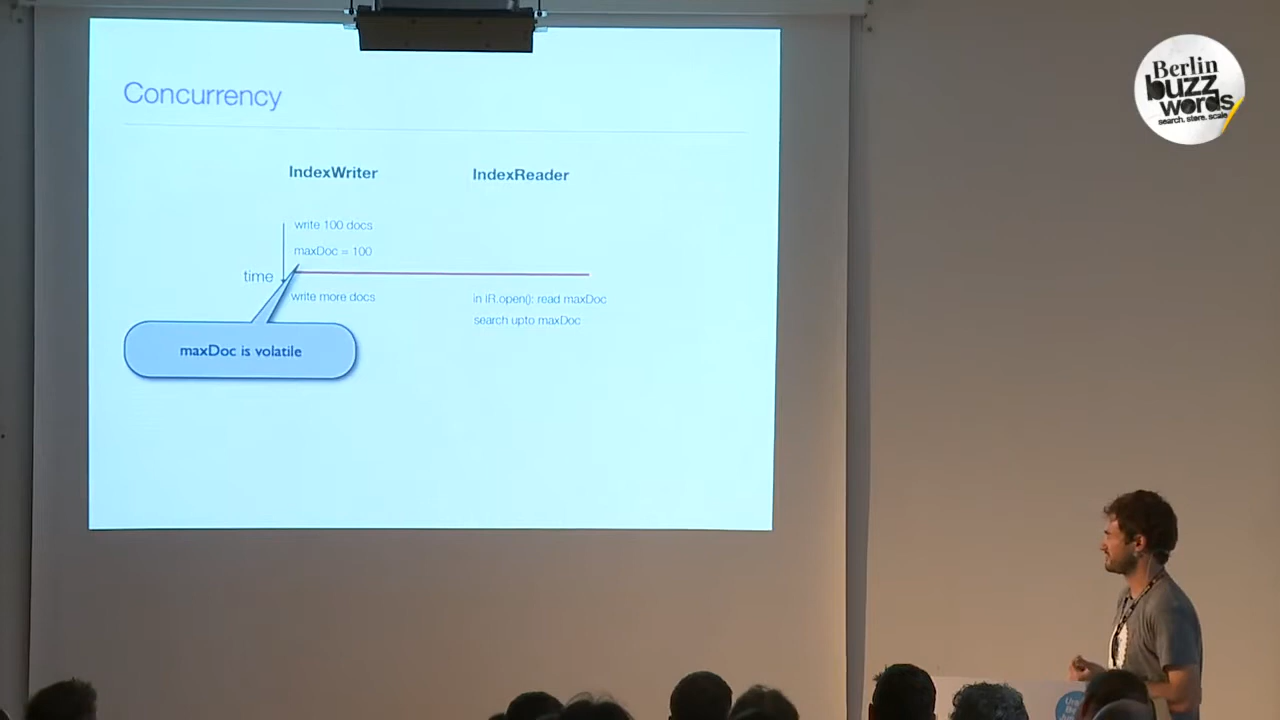 Concurrency
IndexWriter
IndexReader
write 100 docs
maxDoc = 100
time
write more docs
in IR.open(): read maxDoc
search upto maxDoc
maxDoc is volatile
Berlin
buzz
words
search. store. scale